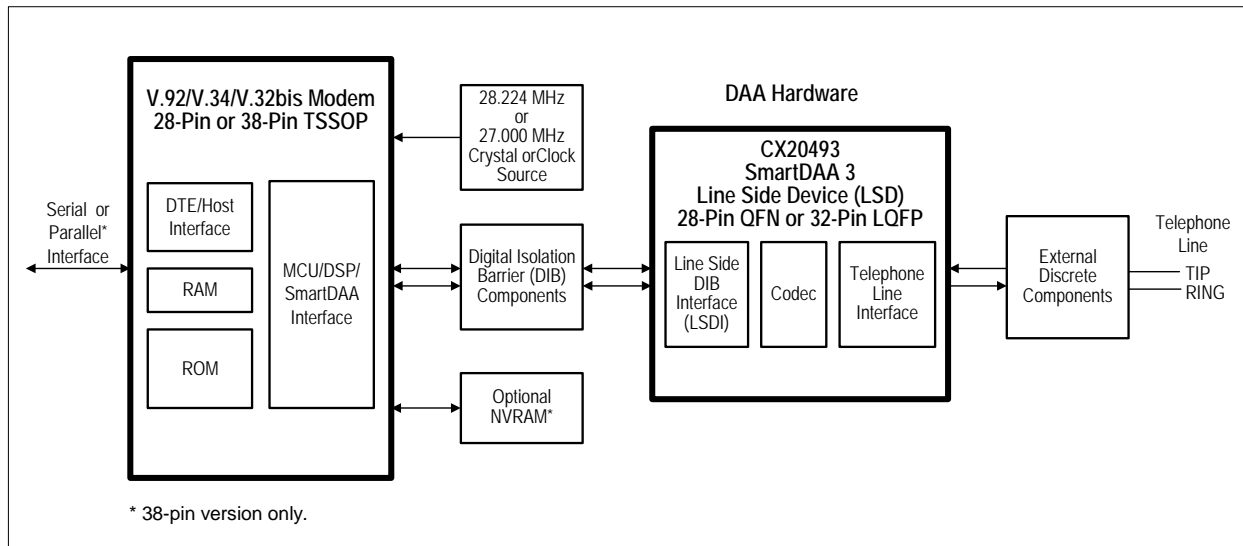 V.92/V.34/V.32bis Modem
28-Pin or 38-Pin TSSOP
Serial or
Parallel*
Interface
DTE/Host
Interface
RAM
ROM
MCU/DSP/
SmartDAA
Interface
28.224 MHz
or
27.000 MHz
Crystal orClock
Source
Digital Isolation
Barrier (DIB)
Components
Optional
NVRAM*
DAA Hardware
CX20493
SmartDAA 3
Line Side Device (LSD)
28-Pin QFN or 32-Pin LQFP
Line Side
DIB
Interface
(LSDI)
Codec
Telephone
Line
Interface
External
Discrete
Components
Telephone
Line
TIP
RING
* 38-pin version only.